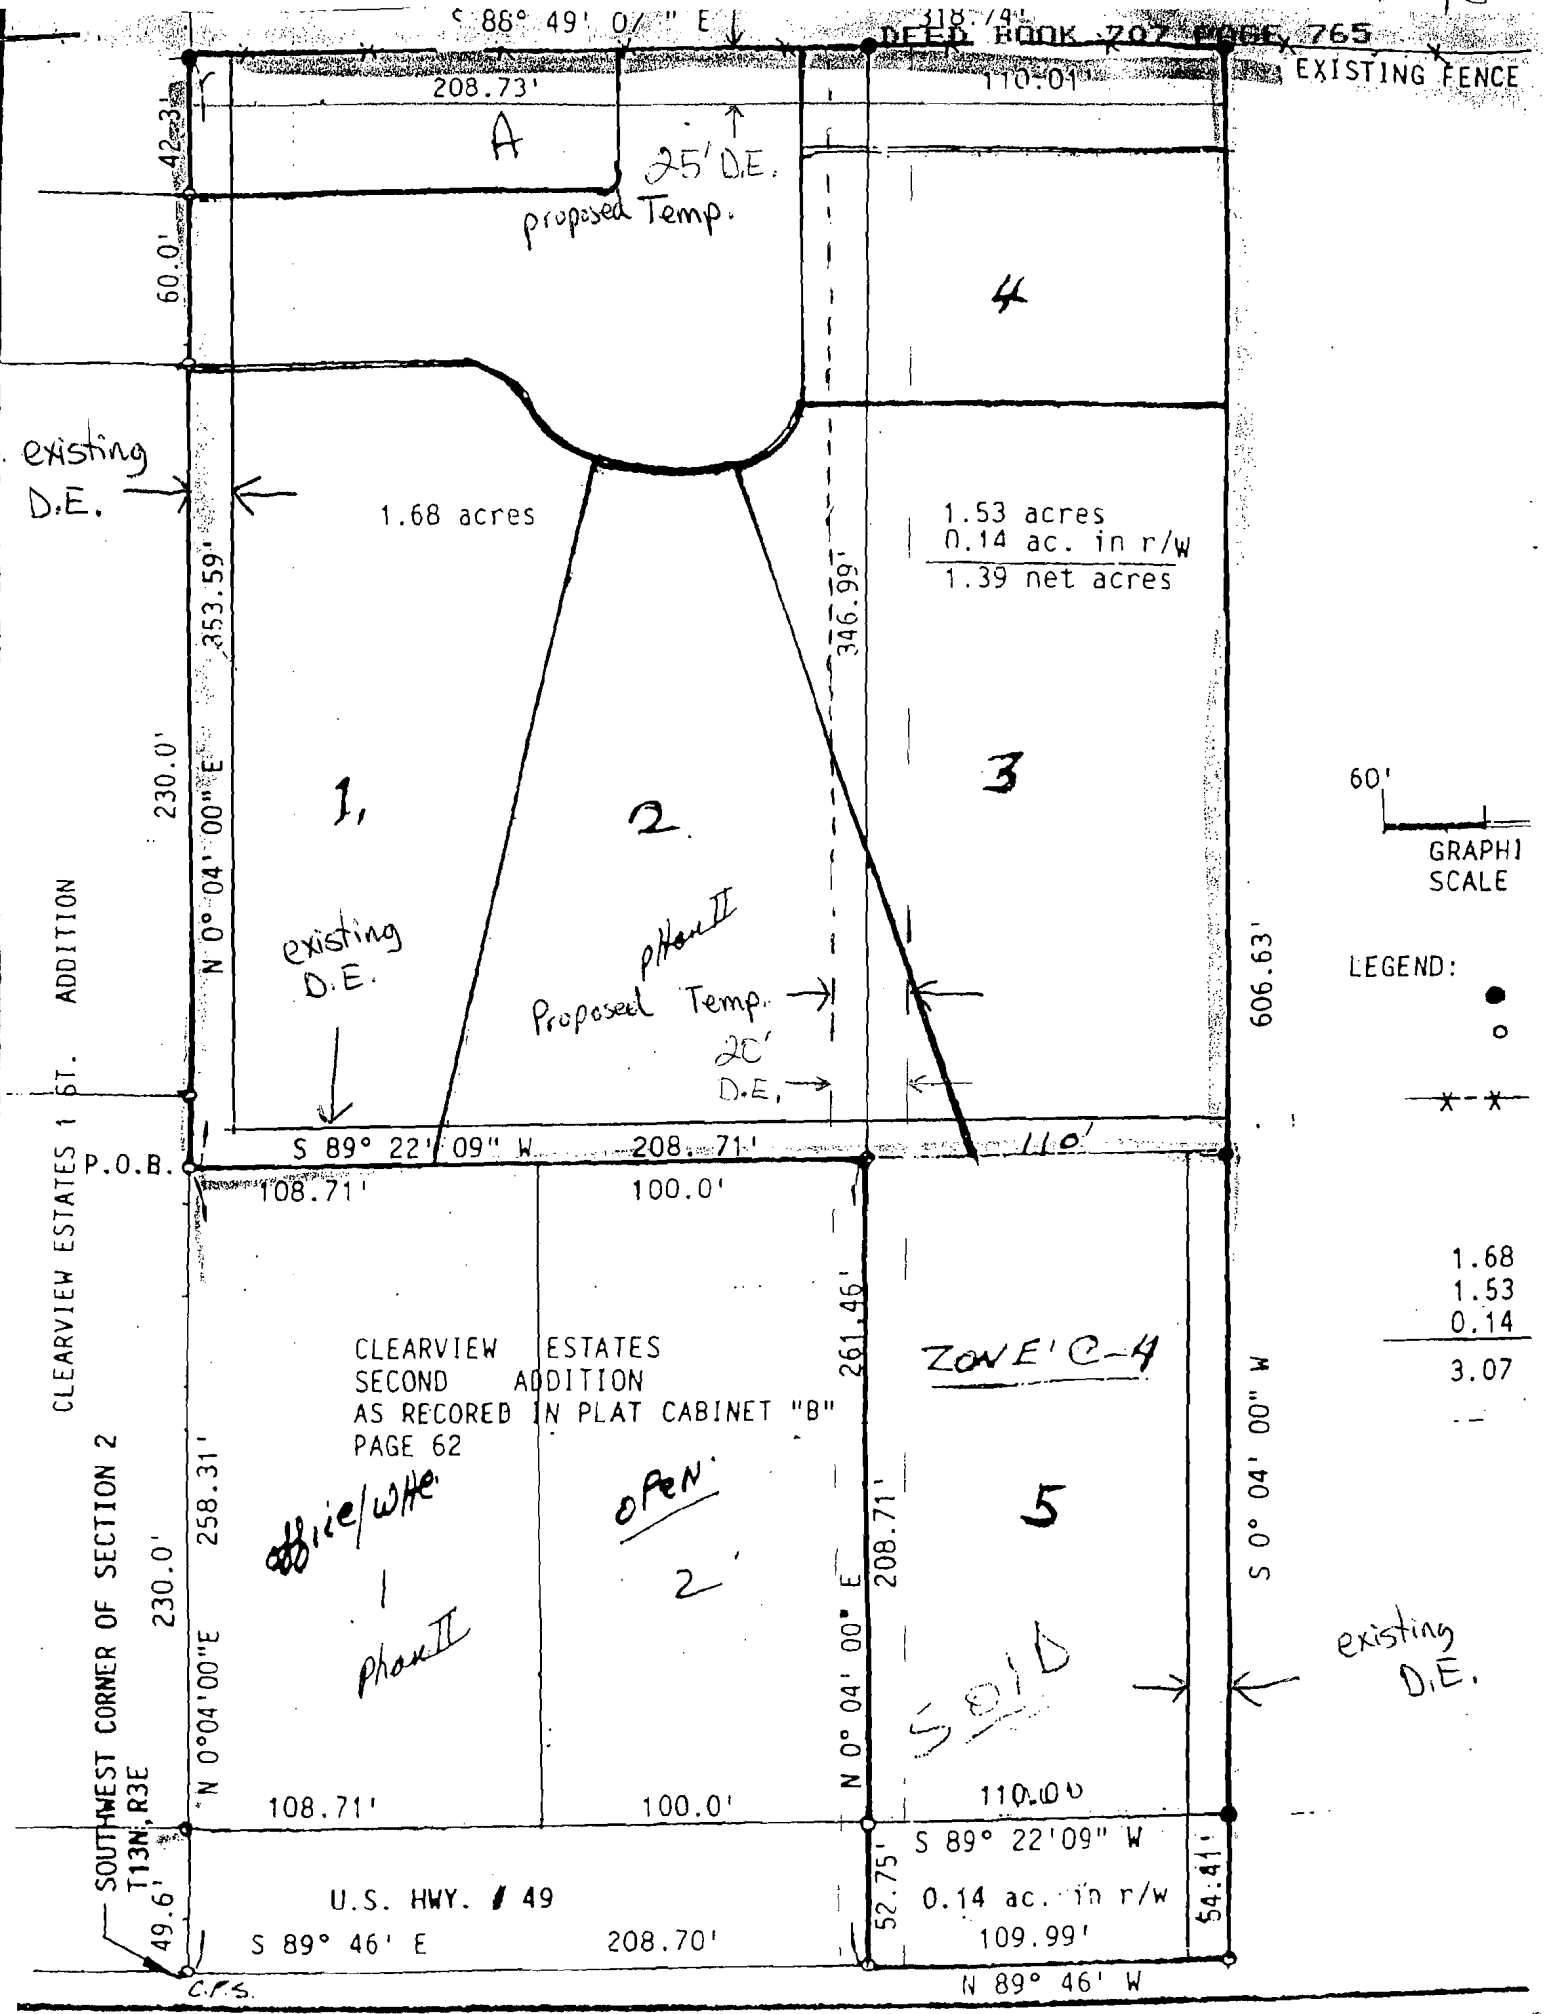 318.74'
DEED BOOK 707 PAGE 765
EXISTING FENCE
208.73'
110.01'
42.3'
A
25' D.E.
proposed Temp.
60.0'
4
existing
D.E.
1.68 acres
1.53 acres
0.14 ac. in r/w
1.39 net acres
353.59'
346.99'
230.0'
N 0° 04' 00" E
1,
2.
3
60'
GRAPHI
SCALE
existing
D.E.
phase II
Proposed Temp.
20'
D.E.
606.63'
LEGEND:
CLEARVIEW ESTATES 1 ST. ADDITION
S 89° 22' 09" W
208.71'
110'
P.O.B.
108.71'
100.0'
1.68
1.53
0.14
3.07
261.46'
ZONE C-4
CLEARVIEW ESTATES
SECOND ADDITION
AS RECORED IN PLAT CABINET "B"
PAGE 62
S 0° 04' 00" W
258.31'
office/WHe.
OPEN
208.71'
5
230.0'
1
2
phase II
N 0°04'00"E
N 0° 04' 00" E
SOlD
existing
D.E.
SOUTHWEST CORNER OF SECTION 2
T13N,R3E
108.71'
100.0'
110.00
S 89° 22'09" W
49.6'
U.S. HWY. # 49
52.75'
0.14 ac. in r/w
54.41'
S 89° 46' E
208.70'
109.99'
C.P.S.
N 89° 46' W